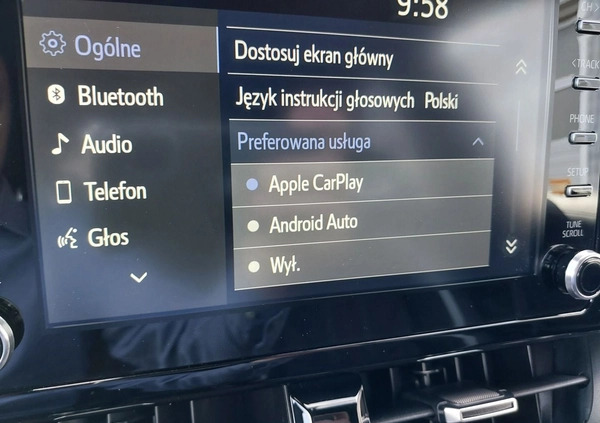 9:58
Ogólne
Bluetooth
Audio
Telefon
Głos
Dostosuj ekran główny
Język instrukcji głosowych Polski
Preferowana usługa
Apple CarPlay
Android Auto
Wył.
CH>
<TRACK
PHONE
SETUP
TUNE
SCROLL